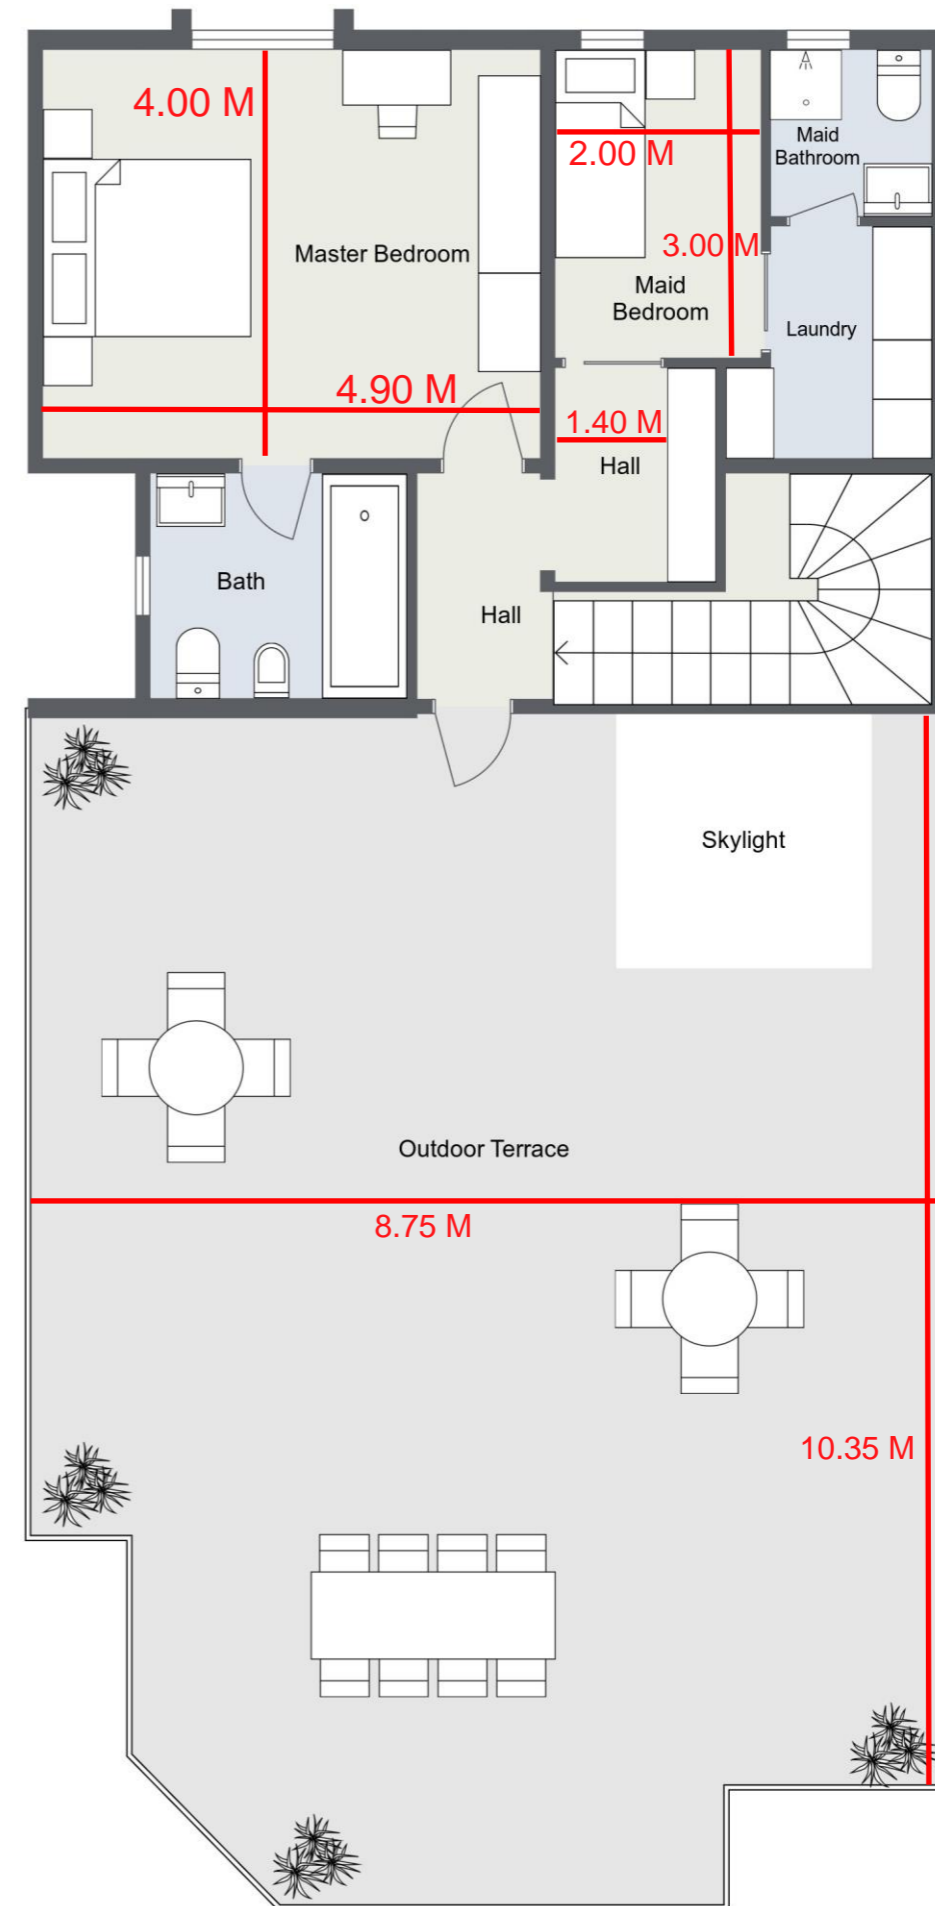 4.00 M
Master Bedroom
4.90 M
2.00 M
3.00 M
Maid
Bedroom
Maid
Bathroom
Laundry
1.40 M
Hall
Bath
Hall
Skylight
Outdoor Terrace
8.75 M
10.35 M